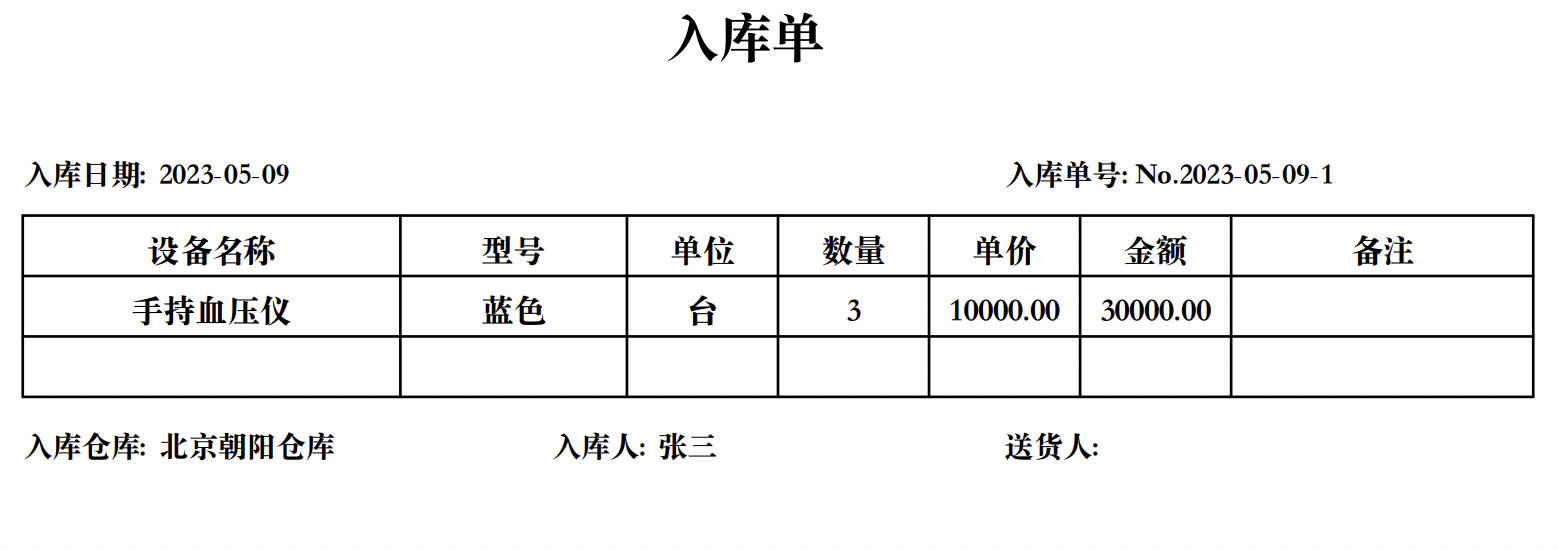 入库单
入库日期: 2023-05-09 入库单号: No.2023-05-09-1
设备名称 型号 单位 数量 单价 金额 备注
手持血压仪 蓝色 台 3 10000.00 30000.00
入库仓库: 北京朝阳仓库 入库人: 张三 送货人: